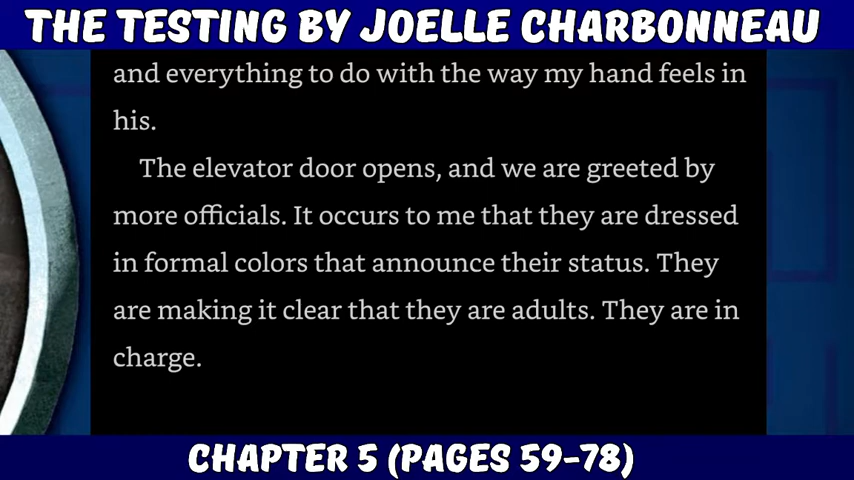 THE TESTING BY JOELLE CHARBONNEAU
and everything to do with the way my hand feels in
his.
The elevator door opens, and we are greeted by
more officials. It occurs to me that they are dressed
in formal colors that announce their status. They
are making it clear that they are adults. They are in
charge.
CHAPTER 5 (PAGES 59-78)